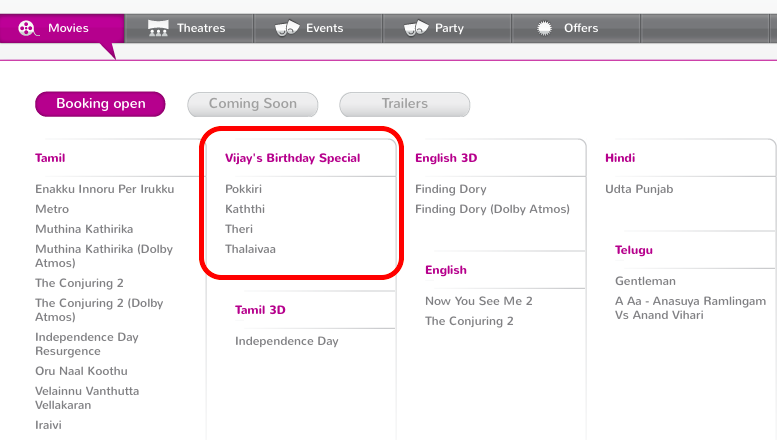 Movies
Theatres
Events
Party
Offers
Booking open
Coming Soon
Trailers
Tamil
Enakku Innoru Per Irukku
Metro
Muthina Kathirika
Muthina Kathirika (Dolby
Atmos)
The Conjuring 2
The Conjuring 2 (Dolby
Atmos)
Independence Day
Resurgence
Oru Naal Koothu
Velainnu Vanthutta
Vellakaran
Iraivi
Vijay's Birthday Special
Pokkiri
Kaththi
Theri
Thalaivaa
Tamil 3D
Independence Day
English 3D
Finding Dory
Finding Dory (Dolby Atmos)
English
Now You See Me 2
The Conjuring 2
Hindi
Udta Punjab
Telugu
Gentleman
A Aa - Anasuya Ramlingam
Vs Anand Vihari